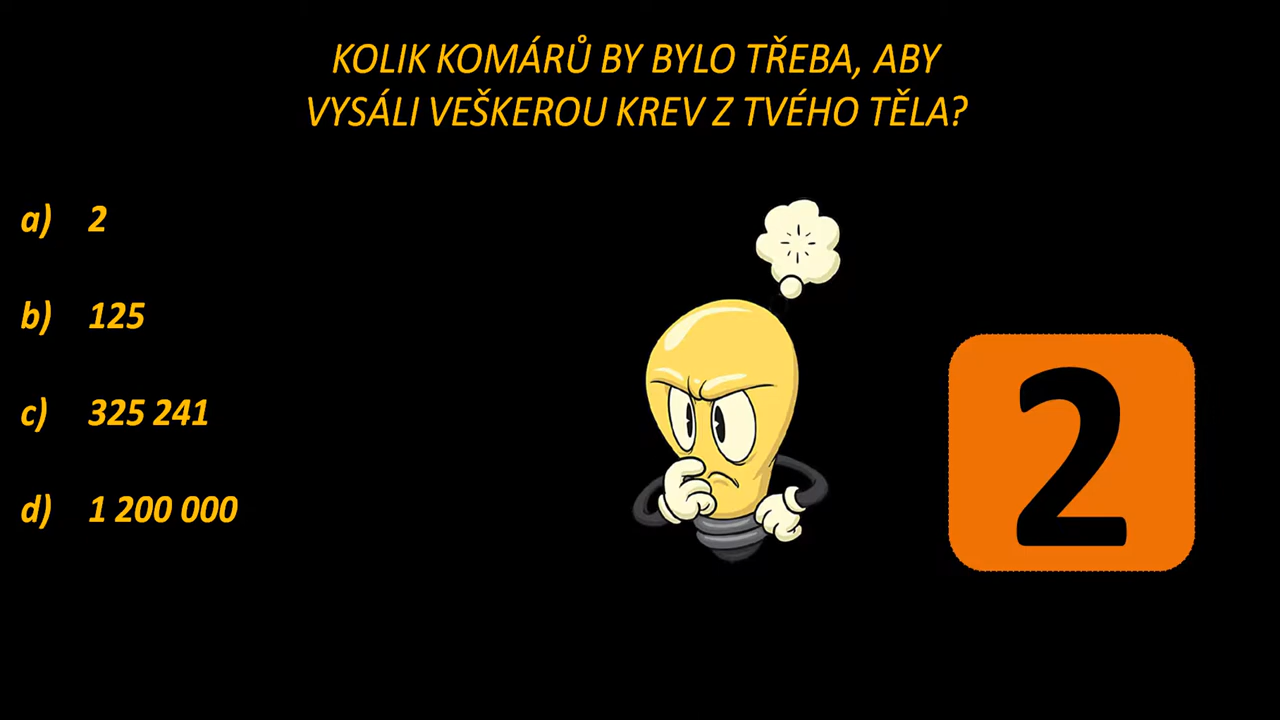 KOLIK KOMÁRŮ BY BYLO TŘEBA, ABY
VYSÁLI VEŠKEROU KREV Z TVÉHO TĚLA?
a) 2
b) 125
c) 325 241
d) 1 200 000
2